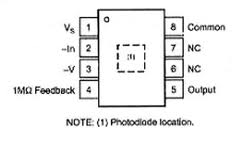 Vs 1 8 Common
–In 2 7 NC
(1)
–V 3 6 NC
1MΩ Feedback 4 5 Output
NOTE: (1) Photodiode location.